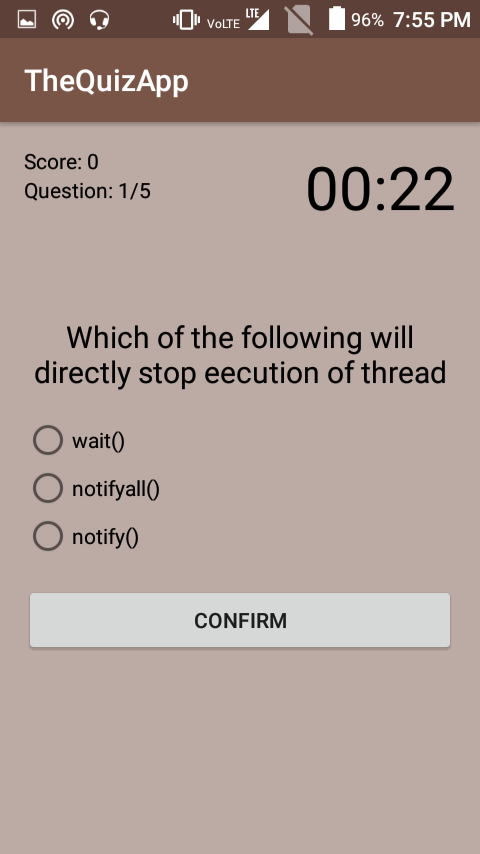 VoLTE LTE 96% 7:55 PM
TheQuizApp
Score: 0
Question: 1/5
00:22
Which of the following will
directly stop eecution of thread
wait()
notifyall()
notify()
CONFIRM